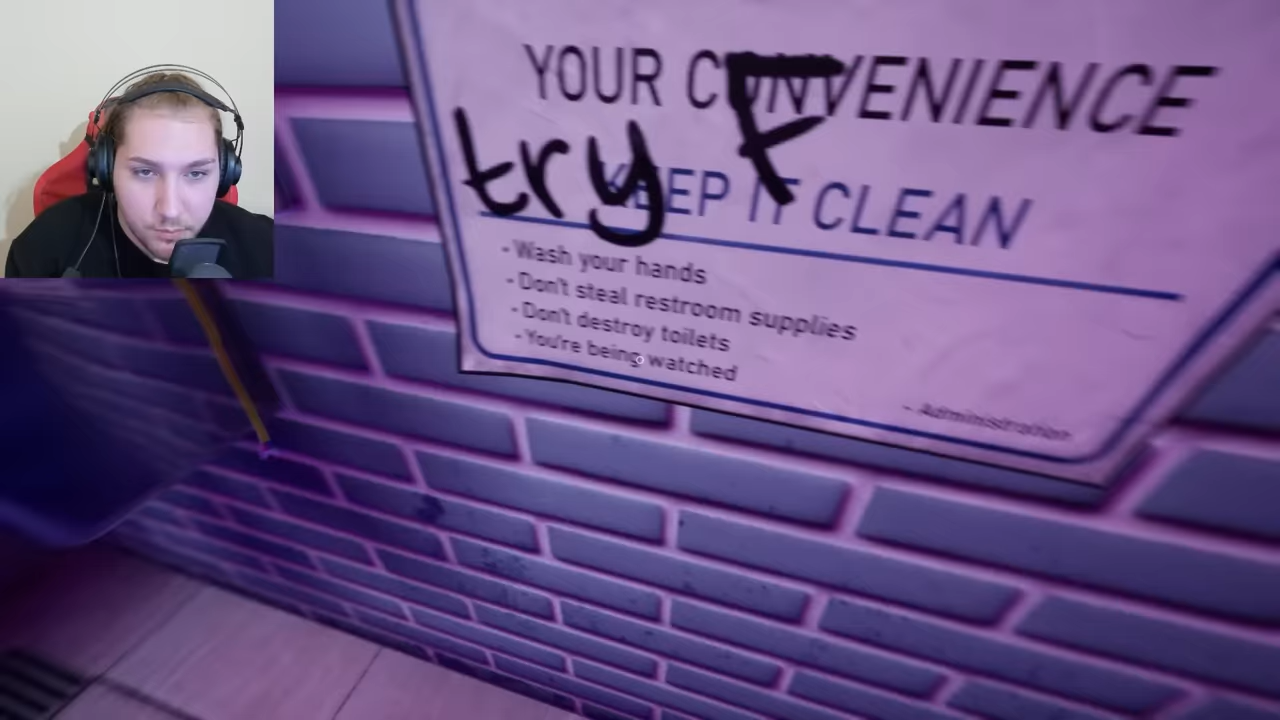 YOUR CONVENIENCE
try F
KEEP IT CLEAN
- Wash your hands
- Don't steal restroom supplies
- Don't destroy toilets
- You're being watched
- Administration